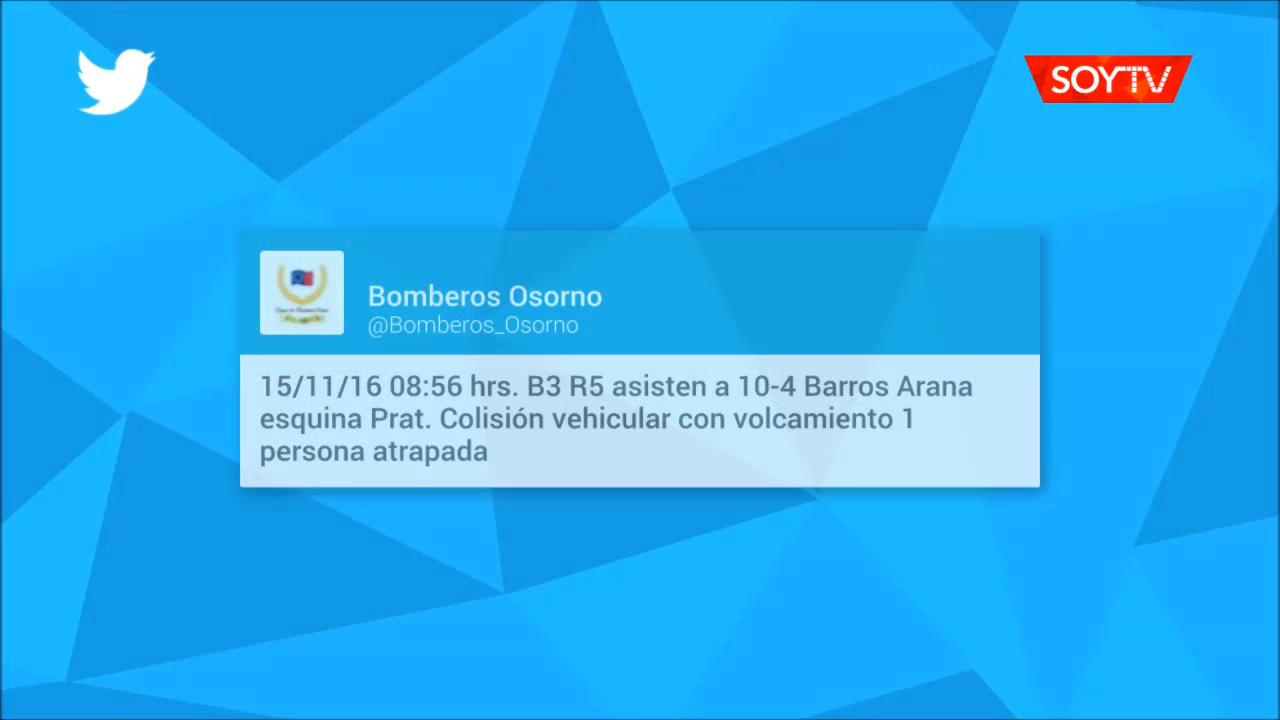 SOYTV
Bomberos Osorno
@Bomberos_Osorno
15/11/16 08:56 hrs. B3 R5 asisten a 10-4 Barros Arana
esquina Prat. Colisión vehicular con volcamiento 1
persona atrapada